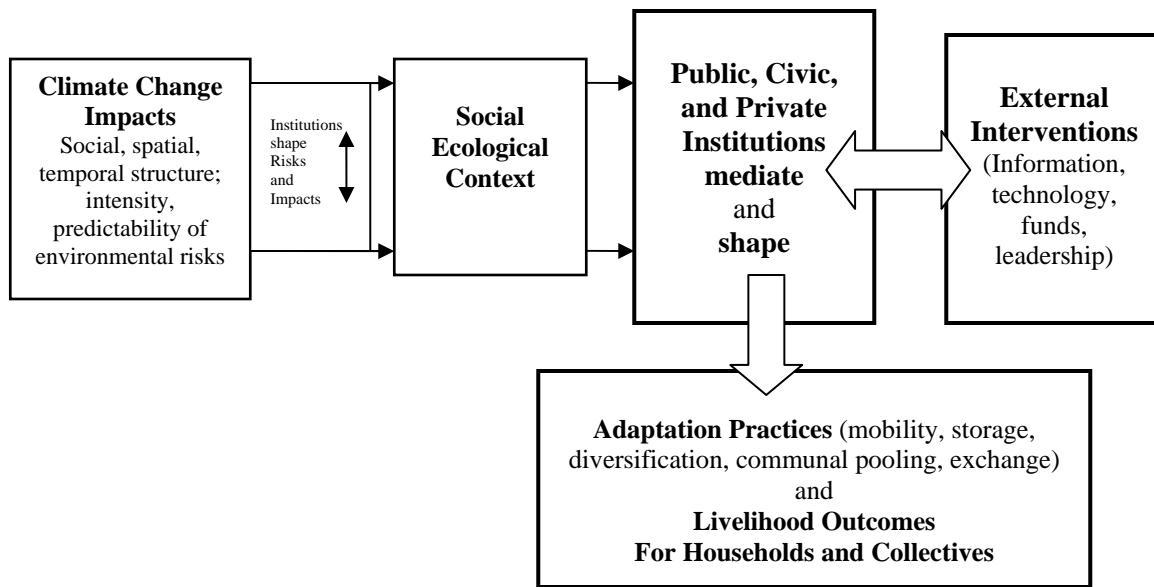 Climate Change
Impacts
Social, spatial,
temporal structure;
intensity,
predictability of
environmental risks
Institutions
shape
Risks
and
Impacts
Social
Ecological
Context
Public, Civic,
and Private
Institutions
mediate
and
shape
External
Interventions
(Information,
technology,
funds,
leadership)
Adaptation Practices (mobility, storage,
diversification, communal pooling, exchange)
and
Livelihood Outcomes
For Households and Collectives